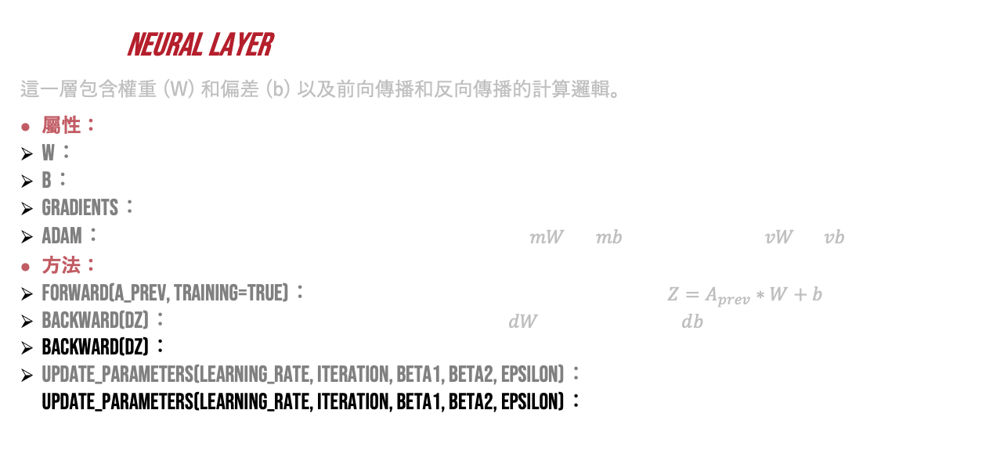 NEURAL LAYER
這一層包含權重 (W) 和偏差 (b) 以及前向傳播和反向傳播的計算邏輯。
• 屬性：
➢ W：
➢ B：
➢ GRADIENTS：
➢ ADAM： mW mb vW vb
• 方法：
➢ FORWARD(A_PREV, TRAINING=TRUE)： Z = A_prev * W + b
➢ BACKWARD(DZ)： dW db
➢ BACKWARD(DZ)：
➢ UPDATE_PARAMETERS(LEARNING_RATE, ITERATION, BETA1, BETA2, EPSILON)：
UPDATE_PARAMETERS(LEARNING_RATE, ITERATION, BETA1, BETA2, EPSILON)：